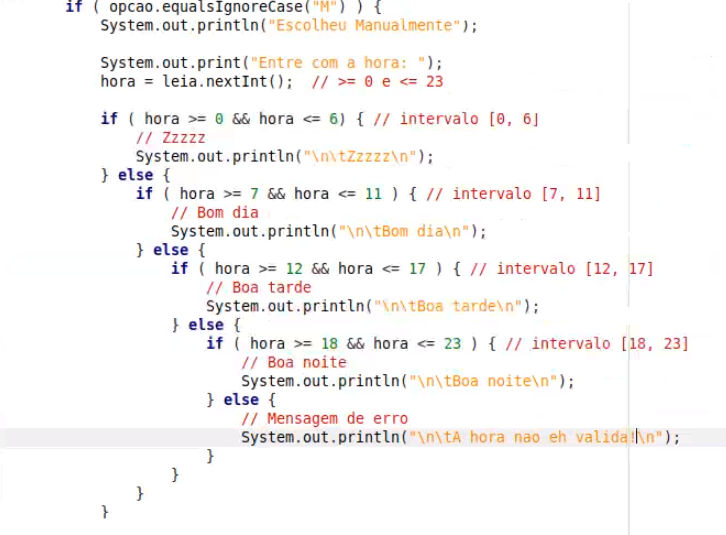 if ( opcao.equalsIgnoreCase("M") ) {
System.out.println("Escolheu Manualmente");
System.out.print("Entre com a hora: ");
hora = leia.nextInt();  // >= 0 e <= 23
if ( hora >= 0 && hora <= 6) { // intervalo [0, 6]
// Zzzzz
System.out.println("\n\tZzzzz\n");
} else {
if ( hora >= 7 && hora <= 11 ) { // intervalo [7, 11]
// Bom dia
System.out.println("\n\tBom dia\n");
} else {
if ( hora >= 12 && hora <= 17 ) { // intervalo [12, 17]
// Boa tarde
System.out.println("\n\tBoa tarde\n");
} else {
if ( hora >= 18 && hora <= 23 ) { // intervalo [18, 23]
// Boa noite
System.out.println("\n\tBoa noite\n");
} else {
// Mensagem de erro
System.out.println("\n\tA hora nao eh valida!\n");
}
}
}
}